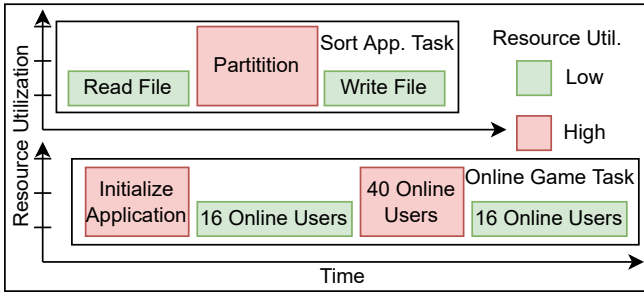 Resource Utilization
Sort App. Task
Read File
Partitition
Write File
Resource Util.
Low
High
Online Game Task
Initialize
Application
16 Online Users
40 Online
Users
16 Online Users
Time